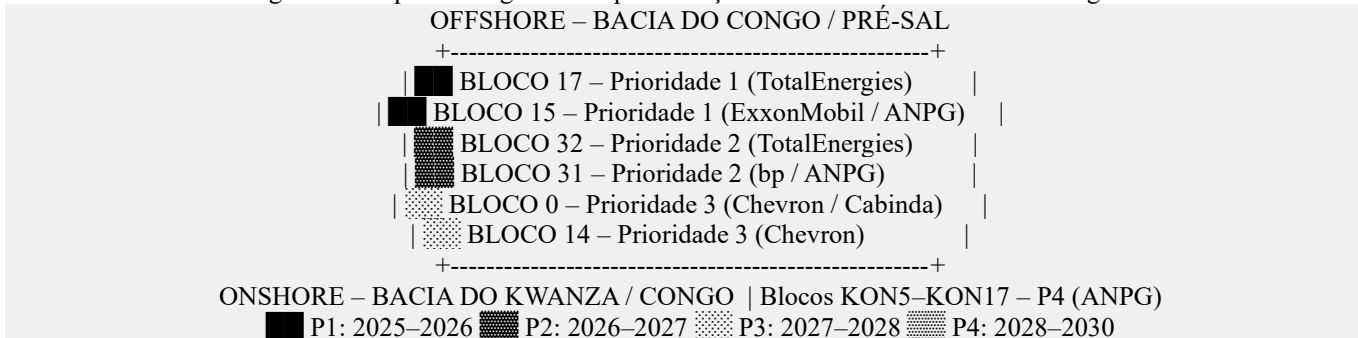 OFFSHORE – BACIA DO CONGO / PRÉ-SAL
+------------------------------------------------------+
| ██ BLOCO 17 – Prioridade 1 (TotalEnergies) |
| ██ BLOCO 15 – Prioridade 1 (ExxonMobil / ANPG) |
| ▓▓ BLOCO 32 – Prioridade 2 (TotalEnergies) |
| ▓▓ BLOCO 31 – Prioridade 2 (bp / ANPG) |
| ░░ BLOCO 0 – Prioridade 3 (Chevron / Cabinda) |
| ░░ BLOCO 14 – Prioridade 3 (Chevron) |
+------------------------------------------------------+
ONSHORE – BACIA DO KWANZA / CONGO | Blocos KON5–KON17 – P4 (ANPG)
██ P1: 2025–2026 ▓▓ P2: 2026–2027 ░░ P3: 2027–2028 ▒▒ P4: 2028–2030